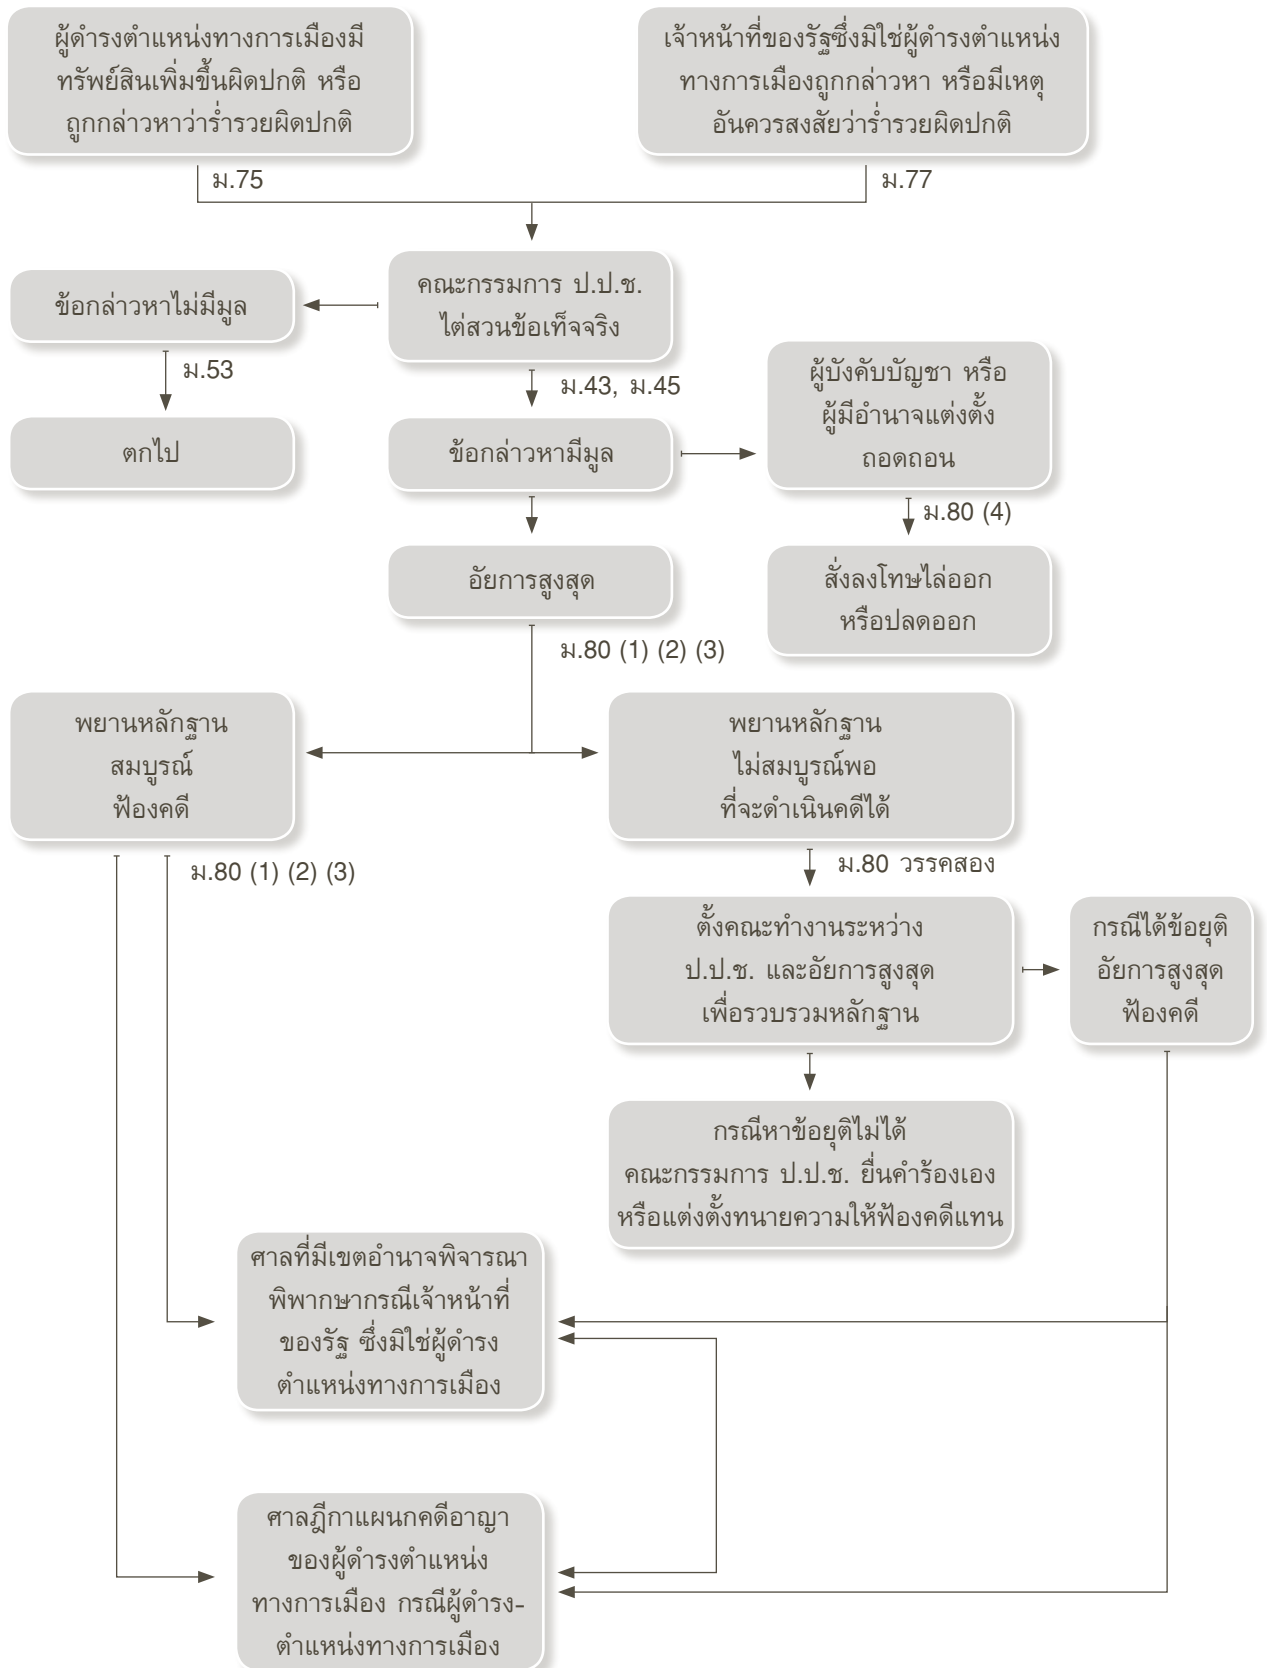 ผู้ดำรงตำแหน่งทางการเมืองมี
ทรัพย์สินเพิ่มขึ้นผิดปกติ หรือ
ถูกกล่าวหาว่าร่ำรวยผิดปกติ
เจ้าหน้าที่ของรัฐซึ่งมิใช่ผู้ดำรงตำแหน่ง
ทางการเมืองถูกกล่าวหา หรือมีเหตุ
อันควรสงสัยว่าร่ำรวยผิดปกติ
ม.75
ม.77
คณะกรรมการ ป.ป.ช.
ไต่สวนข้อเท็จจริง
ข้อกล่าวหาไม่มีมูล
ม.53
ตกไป
ม.43, ม.45
ข้อกล่าวหามีมูล
ผู้บังคับบัญชา หรือ
ผู้มีอำนาจแต่งตั้ง
ถอดถอน
ม.80 (4)
สั่งลงโทษไล่ออก
หรือปลดออก
อัยการสูงสุด
ม.80 (1) (2) (3)
พยานหลักฐาน
สมบูรณ์
ฟ้องคดี
พยานหลักฐาน
ไม่สมบูรณ์พอ
ที่จะดำเนินคดีได้
ม.80 (1) (2) (3)
ม.80 วรรคสอง
ตั้งคณะทำงานระหว่าง
ป.ป.ช. และอัยการสูงสุด
เพื่อรวบรวมหลักฐาน
กรณีได้ข้อยุติ
อัยการสูงสุด
ฟ้องคดี
กรณีหาข้อยุติไม่ได้
คณะกรรมการ ป.ป.ช. ยื่นคำร้องเอง
หรือแต่งตั้งทนายความให้ฟ้องคดีแทน
ศาลที่มีเขตอำนาจพิจารณา
พิพากษากรณีเจ้าหน้าที่
ของรัฐ ซึ่งมิใช่ผู้ดำรง
ตำแหน่งทางการเมือง
ศาลฎีกาแผนกคดีอาญา
ของผู้ดำรงตำแหน่ง
ทางการเมือง กรณีผู้ดำรง-
ตำแหน่งทางการเมือง